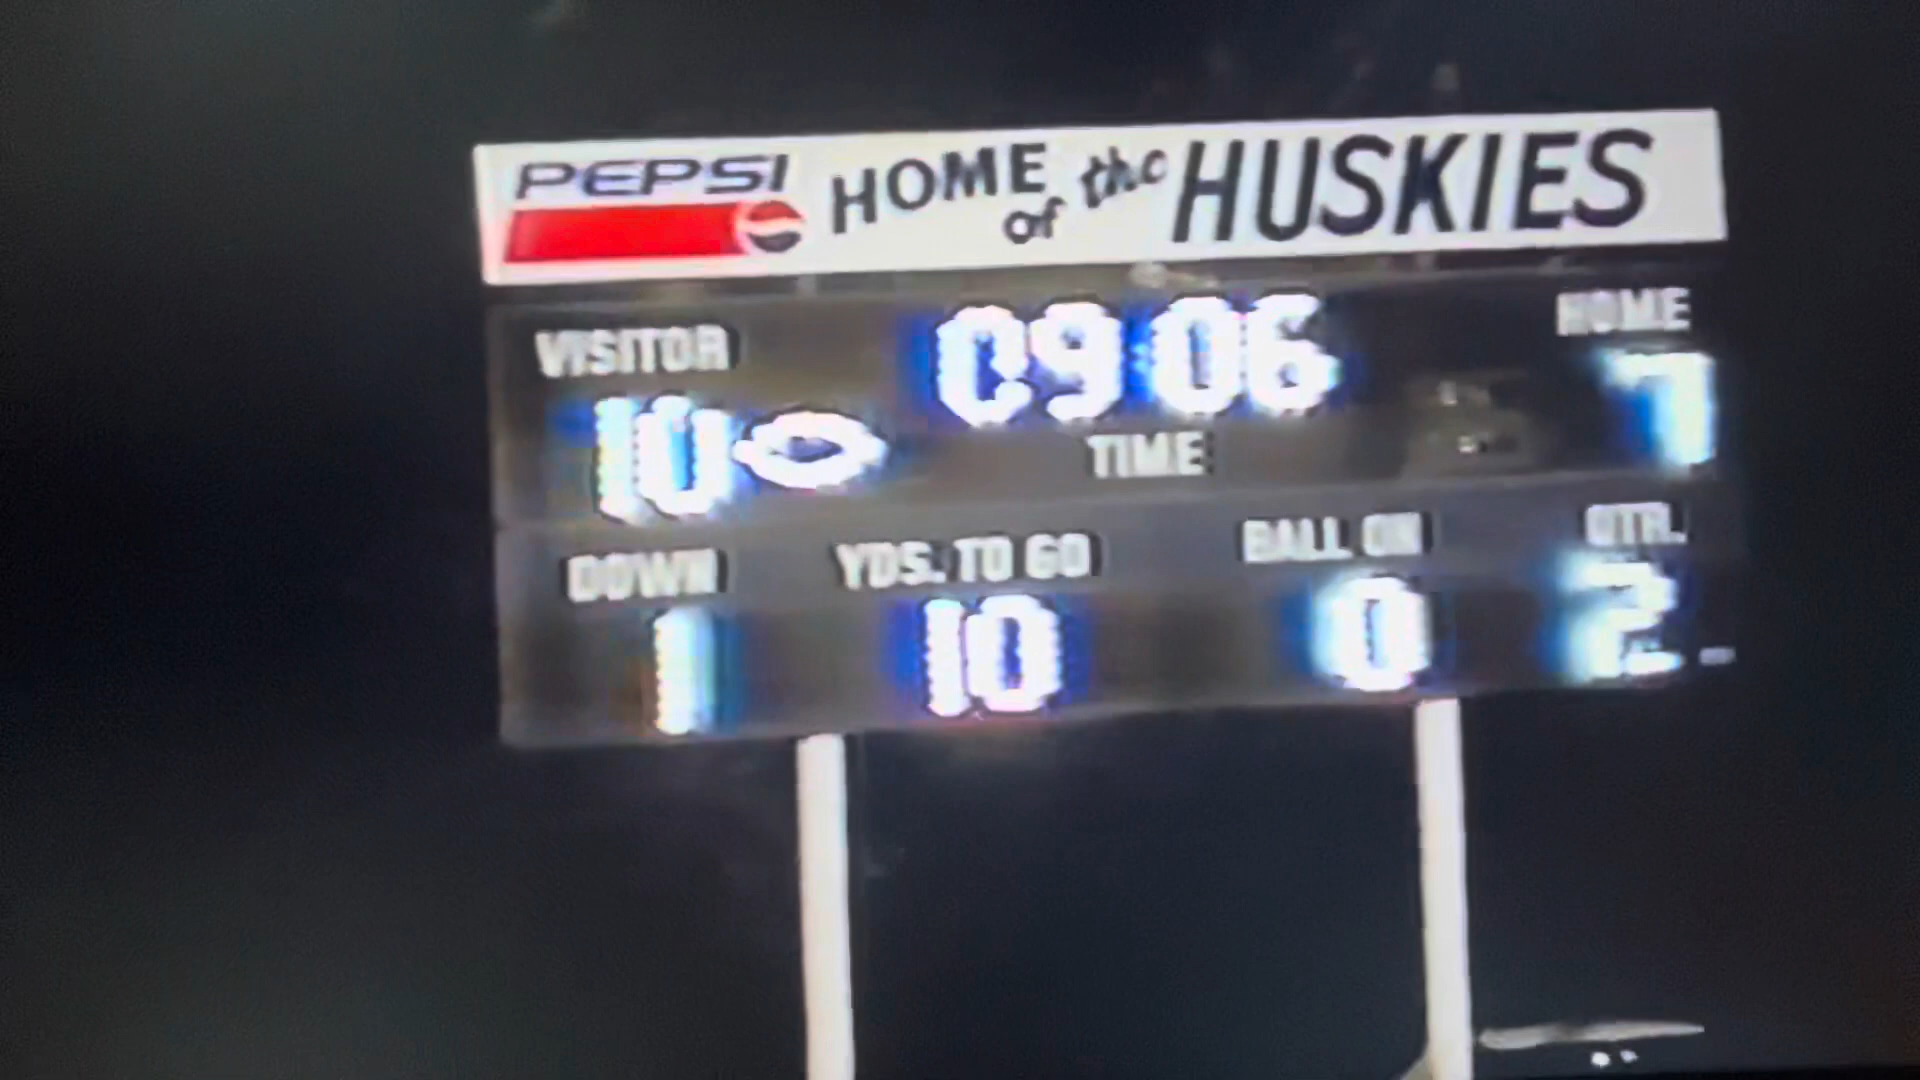 PEPSI HOME of the HUSKIES
VISITOR 09 06 HOME
10 TIME 7
DOWN YDS. TO GO BALL ON QTR.
1 10 0 2